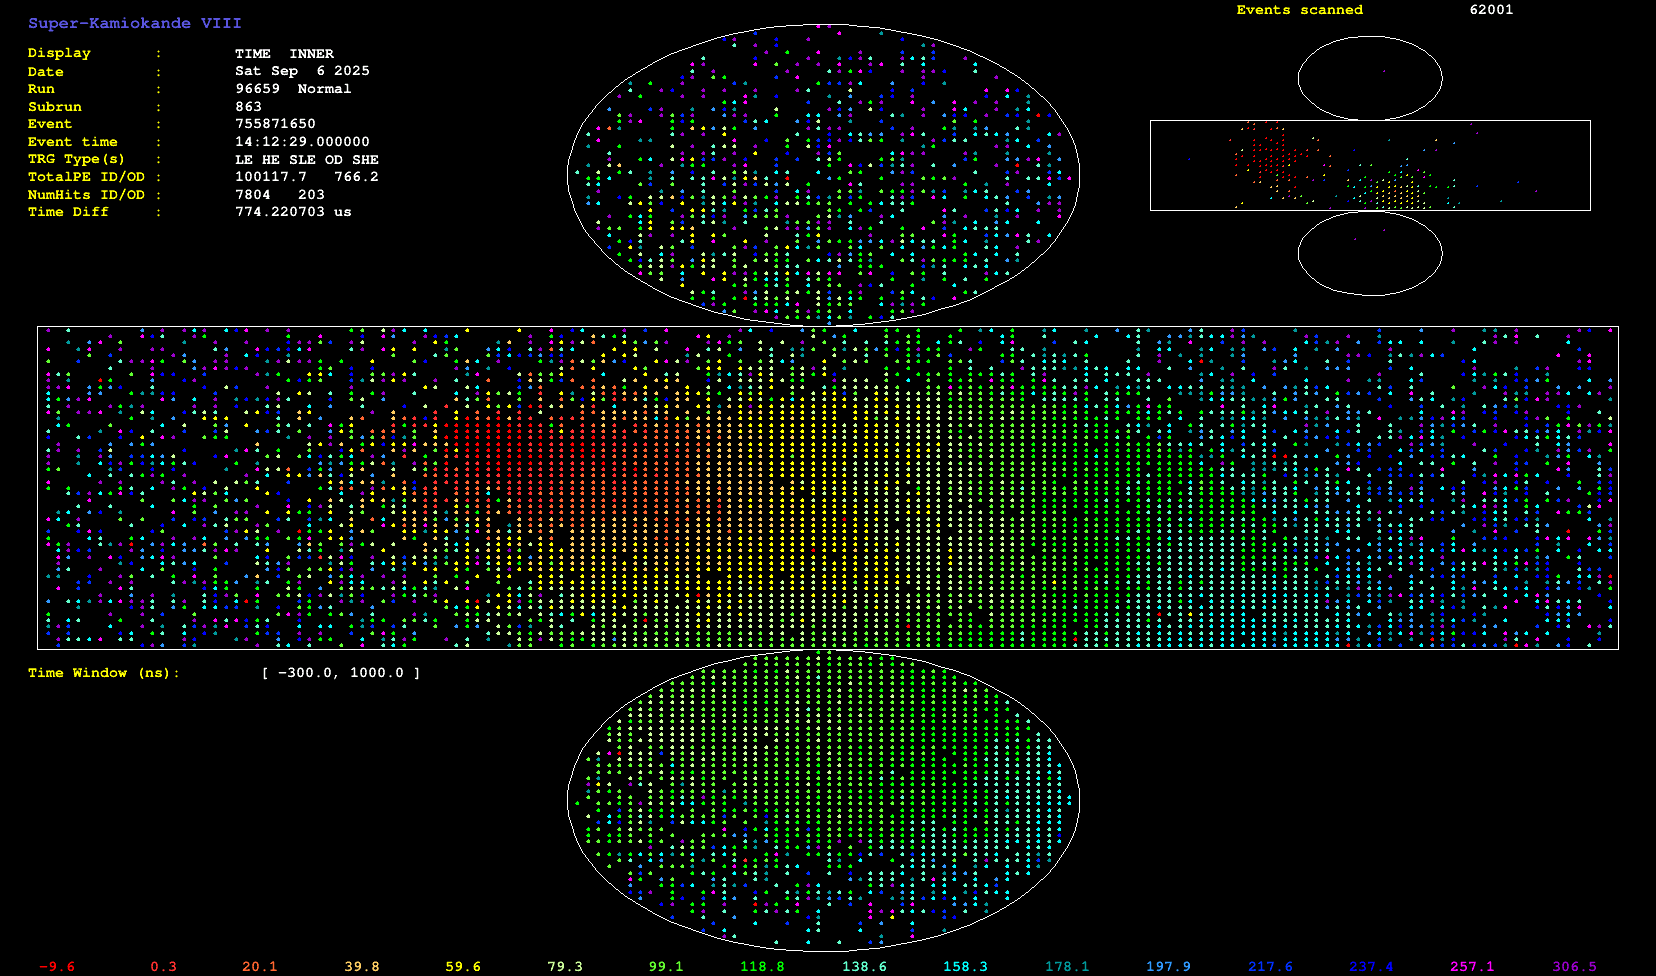 Super-Kamiokande VIII
Display : TIME INNER
Date : Sat Sep 6 2025
Run : 96659 Normal
Subrun : 863
Event : 755871650
Event time : 14:12:29.000000
TRG Type(s) : LE HE SLE OD SHE
TotalPE ID/OD : 100117.7 766.2
NumHits ID/OD : 7804 203
Time Diff : 774.220703 us
Events scanned 62001
Time Window (ns): [ -300.0, 1000.0 ]
-9.6 0.3 20.1 39.8 59.6 79.3 99.1 118.8 138.6 158.3 178.1 197.9 217.6 237.4 257.1 306.5